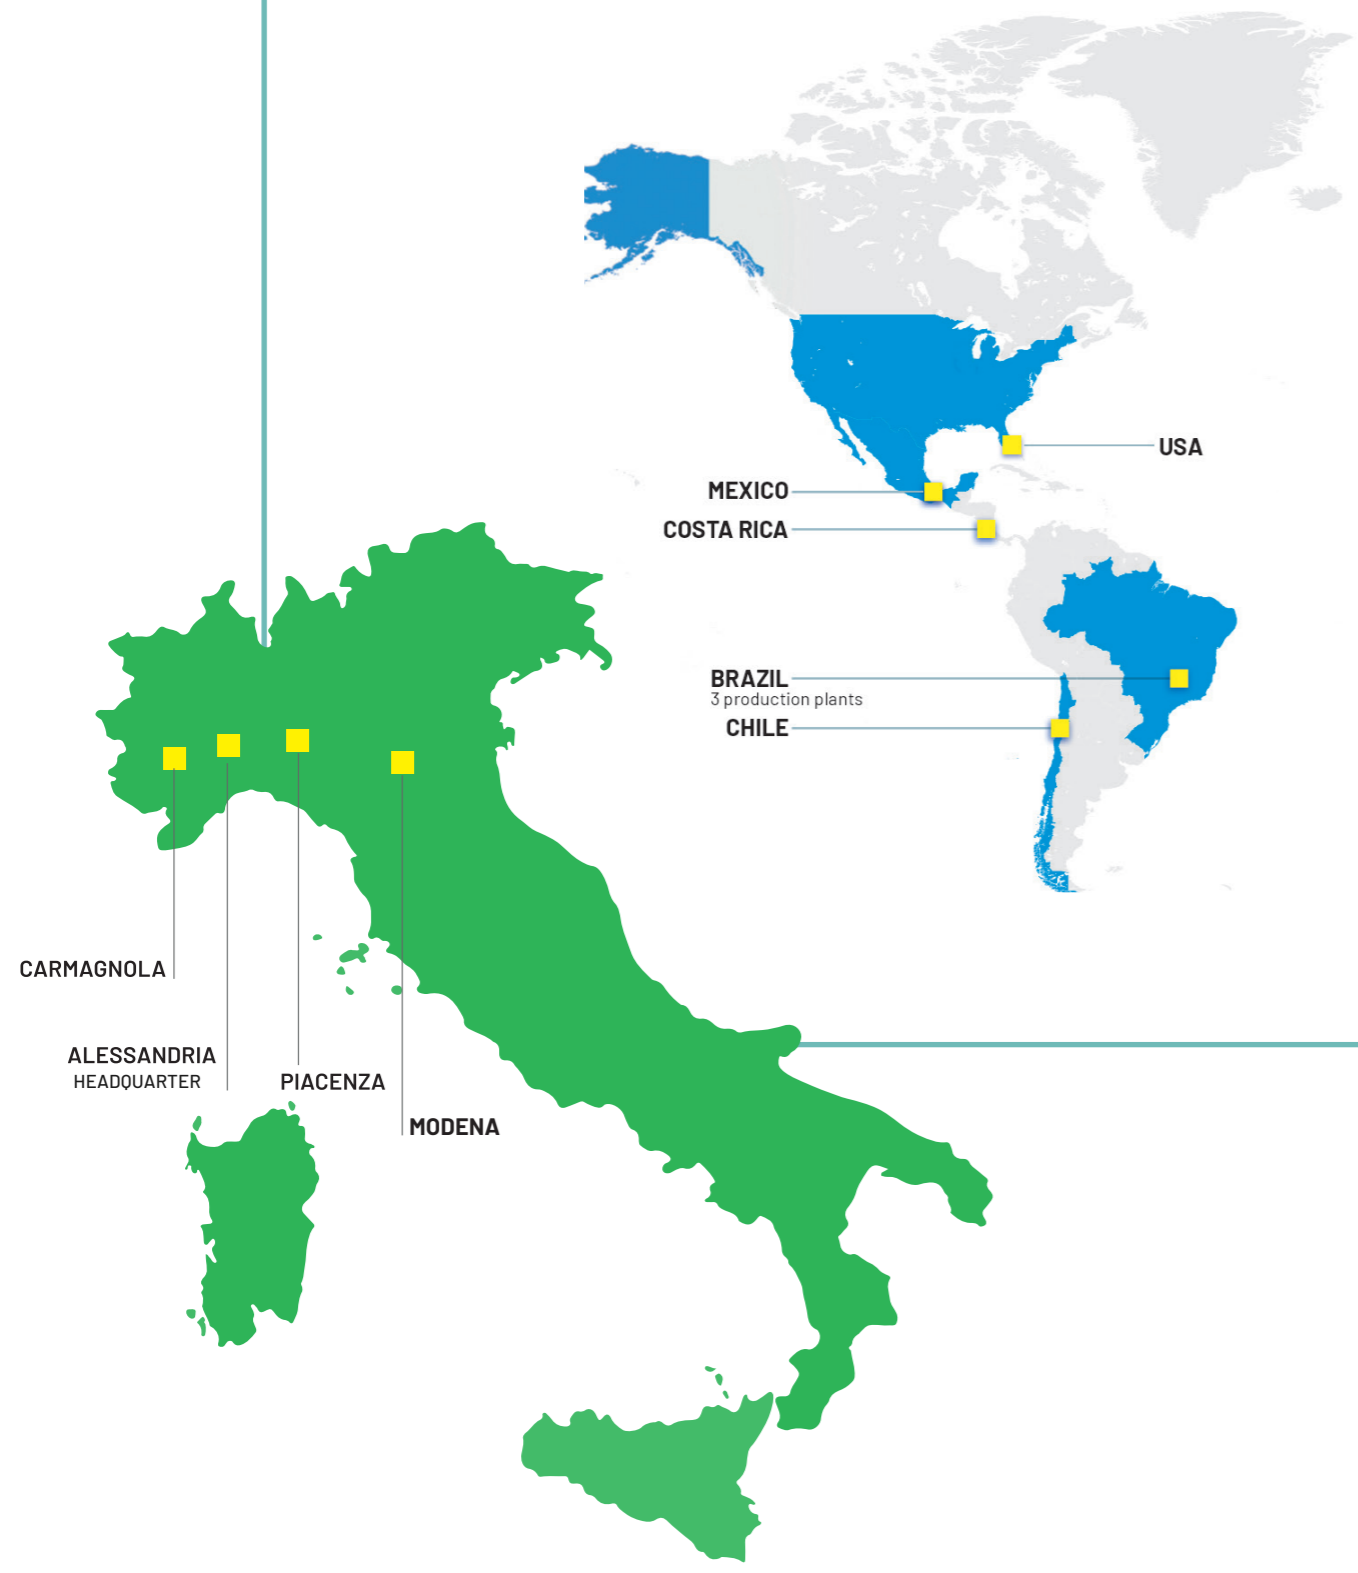 USA
MEXICO
COSTA RICA
BRAZIL
3 production plants
CHILE
CARMAGNOLA
ALESSANDRIA
HEADQUARTER
PIACENZA
MODENA